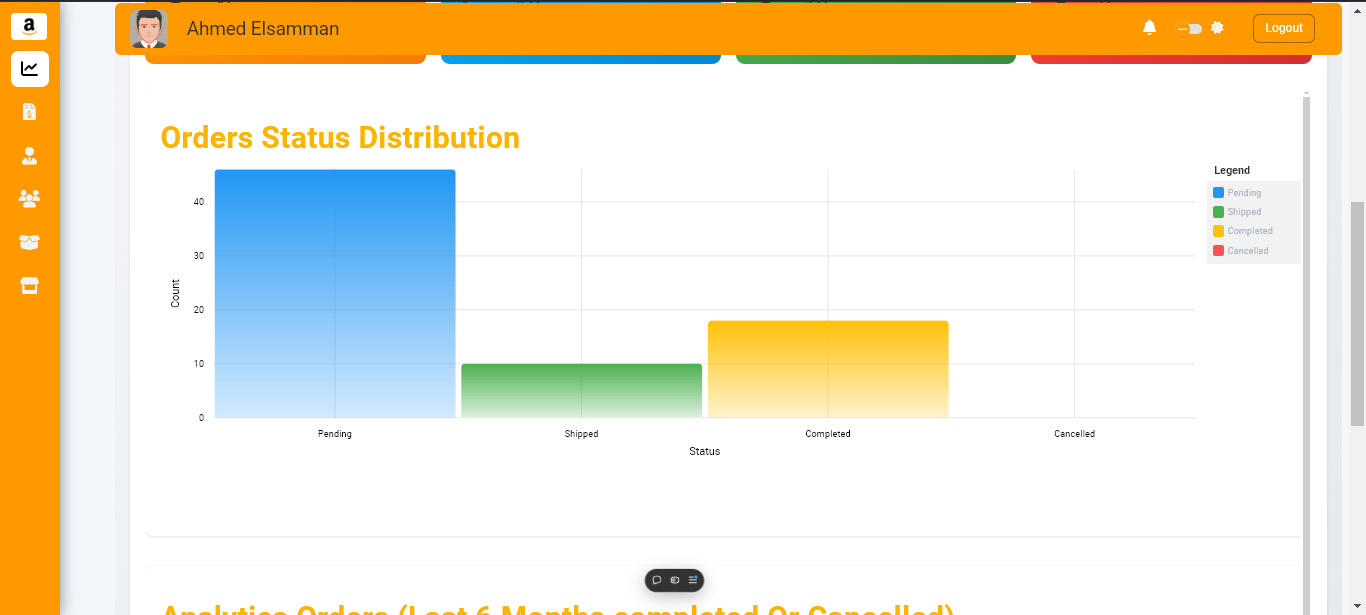 a
Ahmed Elsamman
Logout
Orders Status Distribution
Legend
Pending
Shipped
Completed
Cancelled
40
30
20
10
0
Count
Pending Shipped Completed Cancelled
Status
Analytics Orders (Last 6 Months completed Or Cancelled)